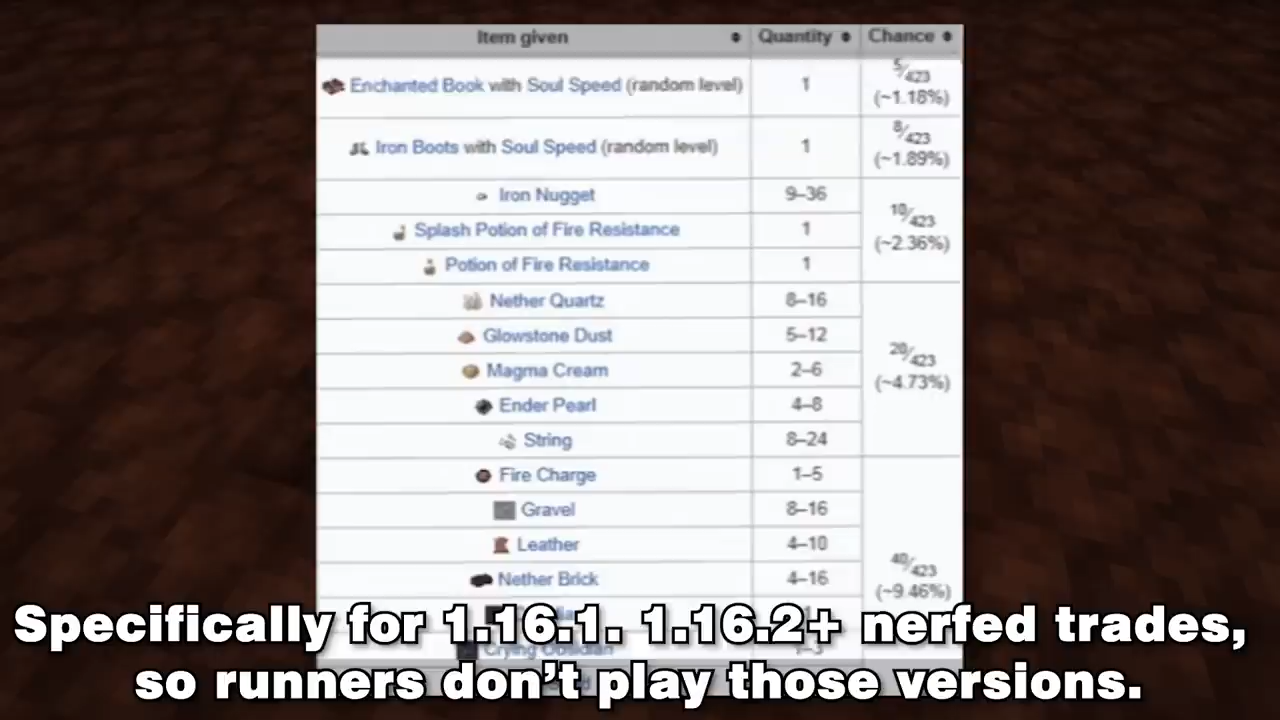 Item given Quantity Chance
Enchanted Book with Soul Speed (random level) 1 5/423 (~1.18%)
Iron Boots with Soul Speed (random level) 1 8/423 (~1.89%)
Iron Nugget 9–36 10/423 (~2.36%)
Splash Potion of Fire Resistance 1
Potion of Fire Resistance 1
Nether Quartz 8–16 20/423 (~4.73%)
Glowstone Dust 5–12
Magma Cream 2–6
Ender Pearl 4–8
String 8–24
Fire Charge 1–5 40/423 (~9.46%)
Gravel 8–16
Leather 4–10
Nether Brick 4–16
Crying Obsidian 1–3
Specifically for 1.16.1. 1.16.2+ nerfed trades,
so runners don't play those versions.